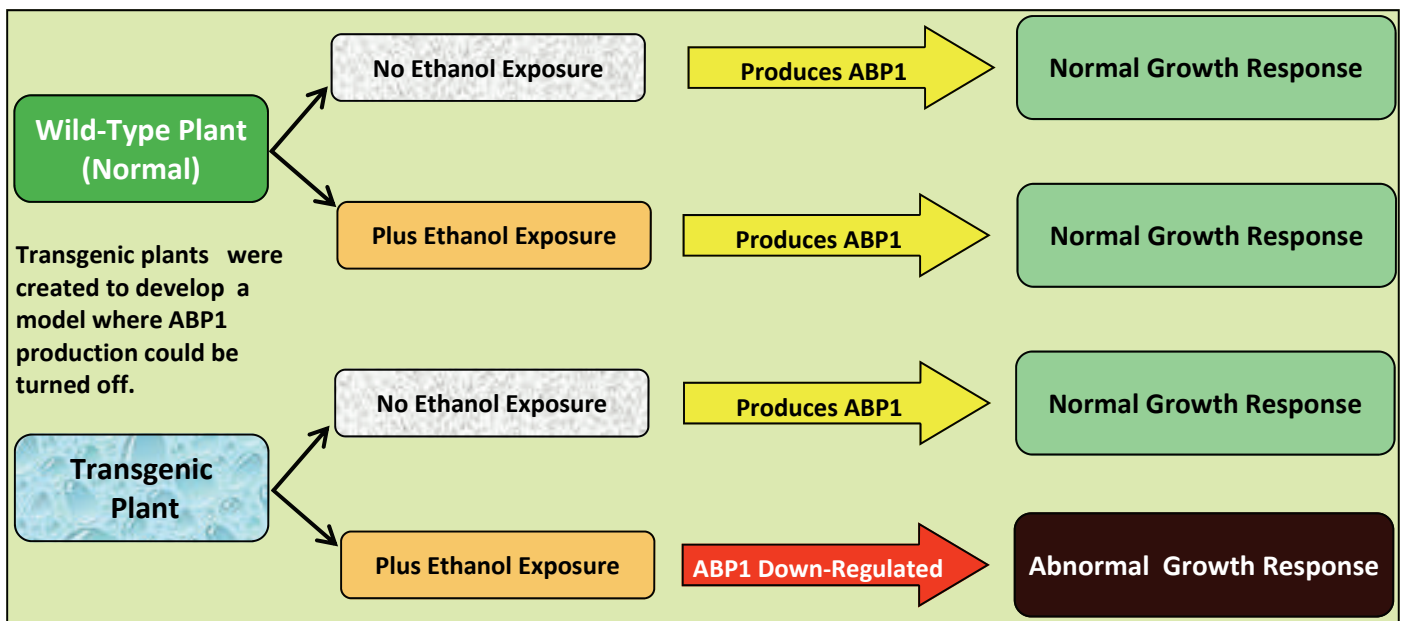 No Ethanol Exposure
Produces ABP1
Normal Growth Response
Wild-Type Plant
(Normal)
Plus Ethanol Exposure
Produces ABP1
Normal Growth Response
Transgenic plants were
created to develop a
model where ABP1
production could be
turned off.
No Ethanol Exposure
Produces ABP1
Normal Growth Response
Transgenic
Plant
Plus Ethanol Exposure
ABP1 Down-Regulated
Abnormal Growth Response